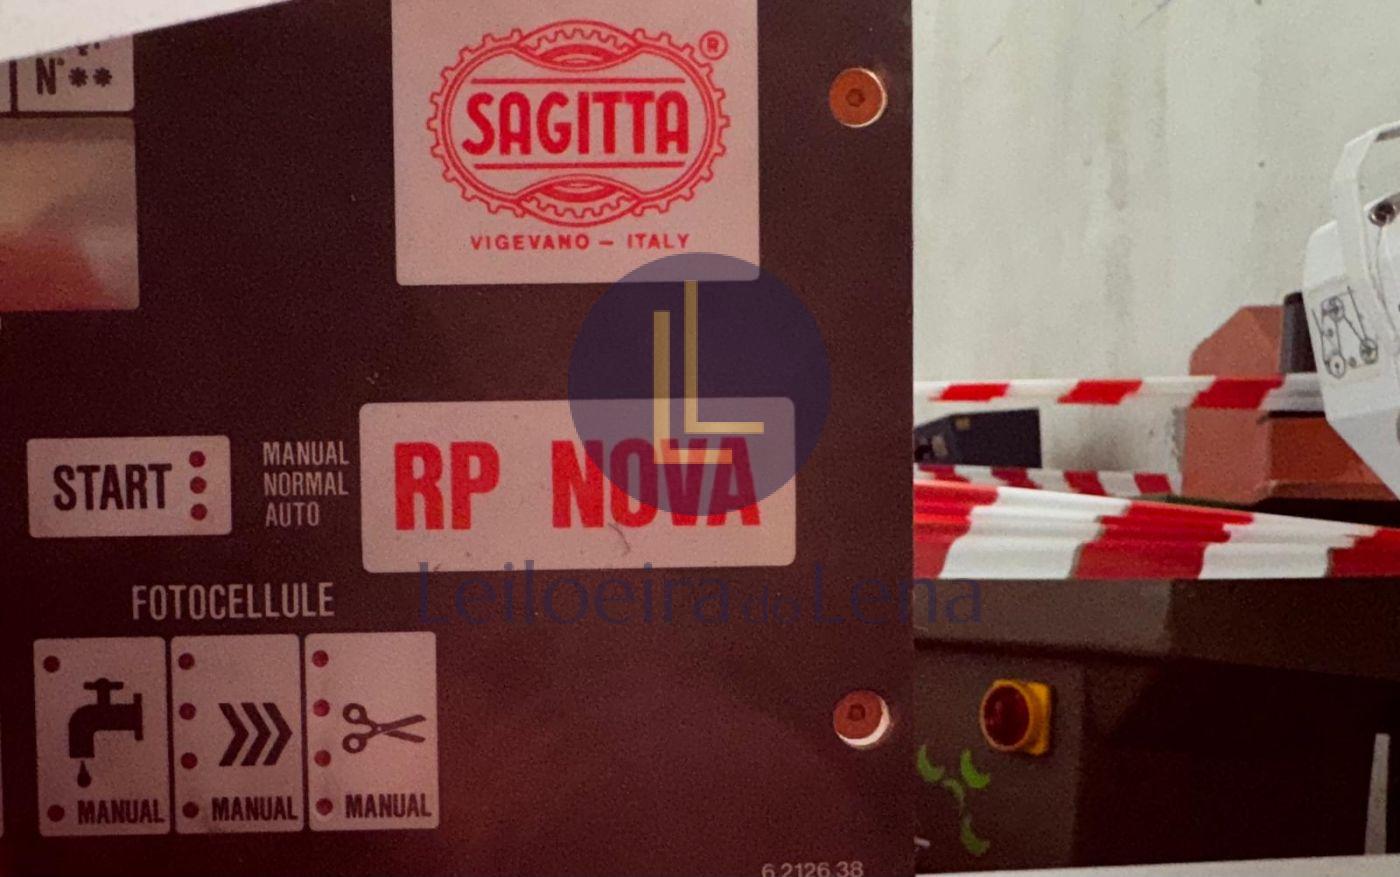 N°**
®
SAGITTA
VIGEVANO – ITALY
START
MANUAL
NORMAL
AUTO
RP NOVA
FOTOCELLULE
MANUAL
MANUAL
MANUAL
Leiloeira do Lena
6.2126.38